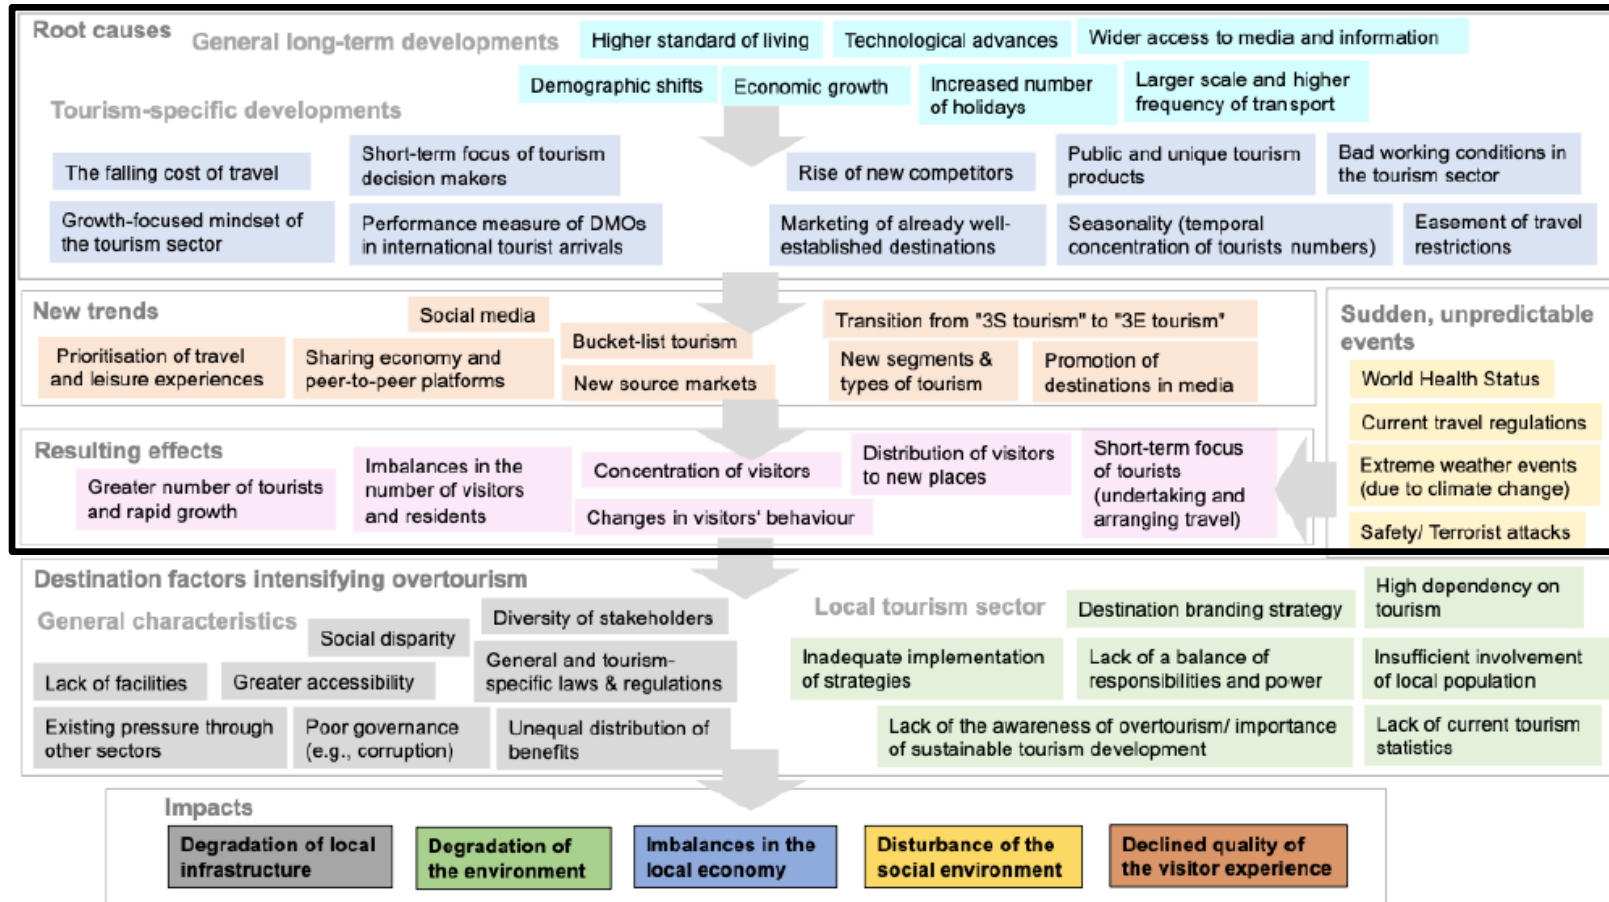 Root causes
General long-term developments
Higher standard of living
Technological advances
Wider access to media and information
Demographic shifts
Economic growth
Increased number
of holidays
Larger scale and higher
frequency of transport
Tourism-specific developments
The falling cost of travel
Short-term focus of tourism
decision makers
Rise of new competitors
Public and unique tourism
products
Bad working conditions in
the tourism sector
Growth-focused mindset of
the tourism sector
Performance measure of DMOs
in international tourist arrivals
Marketing of already well-
established destinations
Seasonality (temporal
concentration of tourists numbers)
Easement of travel
restrictions
New trends
Social media
Bucket-list tourism
Transition from "3S tourism" to "3E tourism"
Prioritisation of travel
and leisure experiences
Sharing economy and
peer-to-peer platforms
New source markets
New segments &
types of tourism
Promotion of
destinations in media
Sudden, unpredictable
events
World Health Status
Current travel regulations
Extreme weather events
(due to climate change)
Safety/ Terrorist attacks
Resulting effects
Greater number of tourists
and rapid growth
Imbalances in the
number of visitors
and residents
Concentration of visitors
Changes in visitors' behaviour
Distribution of visitors
to new places
Short-term focus
of tourists
(undertaking and
arranging travel)
Destination factors intensifying overtourism
General characteristics
Social disparity
Diversity of stakeholders
Lack of facilities
Greater accessibility
General and tourism-
specific laws & regulations
Existing pressure through
other sectors
Poor governance
(e.g., corruption)
Unequal distribution of
benefits
Local tourism sector
Destination branding strategy
High dependency on
tourism
Inadequate implementation
of strategies
Lack of a balance of
responsibilities and power
Insufficient involvement
of local population
Lack of the awareness of overtourism/ importance
of sustainable tourism development
Lack of current tourism
statistics
Impacts
Degradation of local
infrastructure
Degradation of
the environment
Imbalances in the
local economy
Disturbance of the
social environment
Declined quality of
the visitor experience